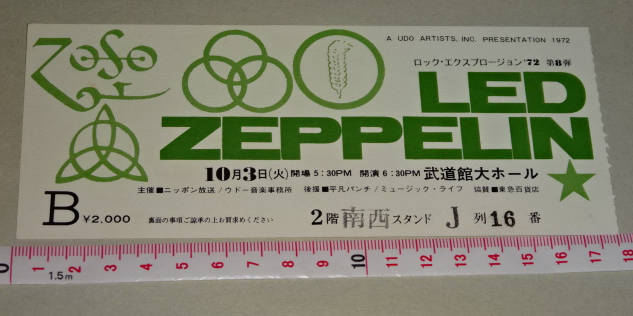 ZoSo
A UDO ARTISTS, INC. PRESENTATION 1972
ロック・エクスプロージョン'72 第8弾
LED
ZEPPELIN
10月3日(火)開場5:30PM 開演6:30PM 武道館大ホール
主催■ニッポン放送/ウドー音楽事務所 後援■平凡パンチ/ミュージック・ライフ 協賛■東急百貨店
B ¥2,000 裏面の事項ご諒承の上お買求めください 2階 南西 スタンド J 列 16 番
0 1 2 3 4 5 6 7 8 9 10 11 12 13 14 15 16 17 18
1.5m